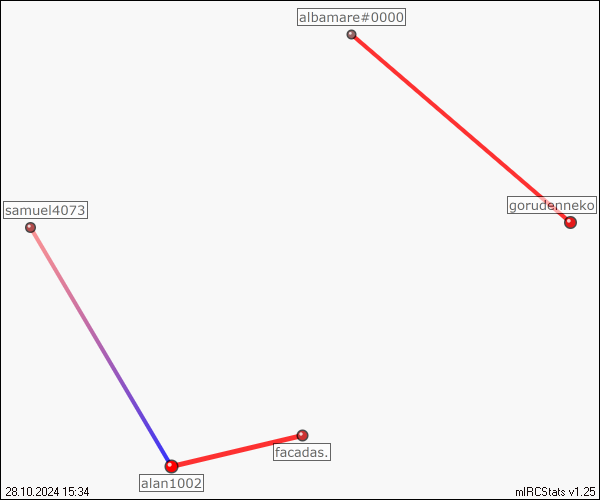 albamare#0000
gorudenneko
samuel4073
facadas.
alan1002
28.10.2024 15:34
mIRCStats v1.25